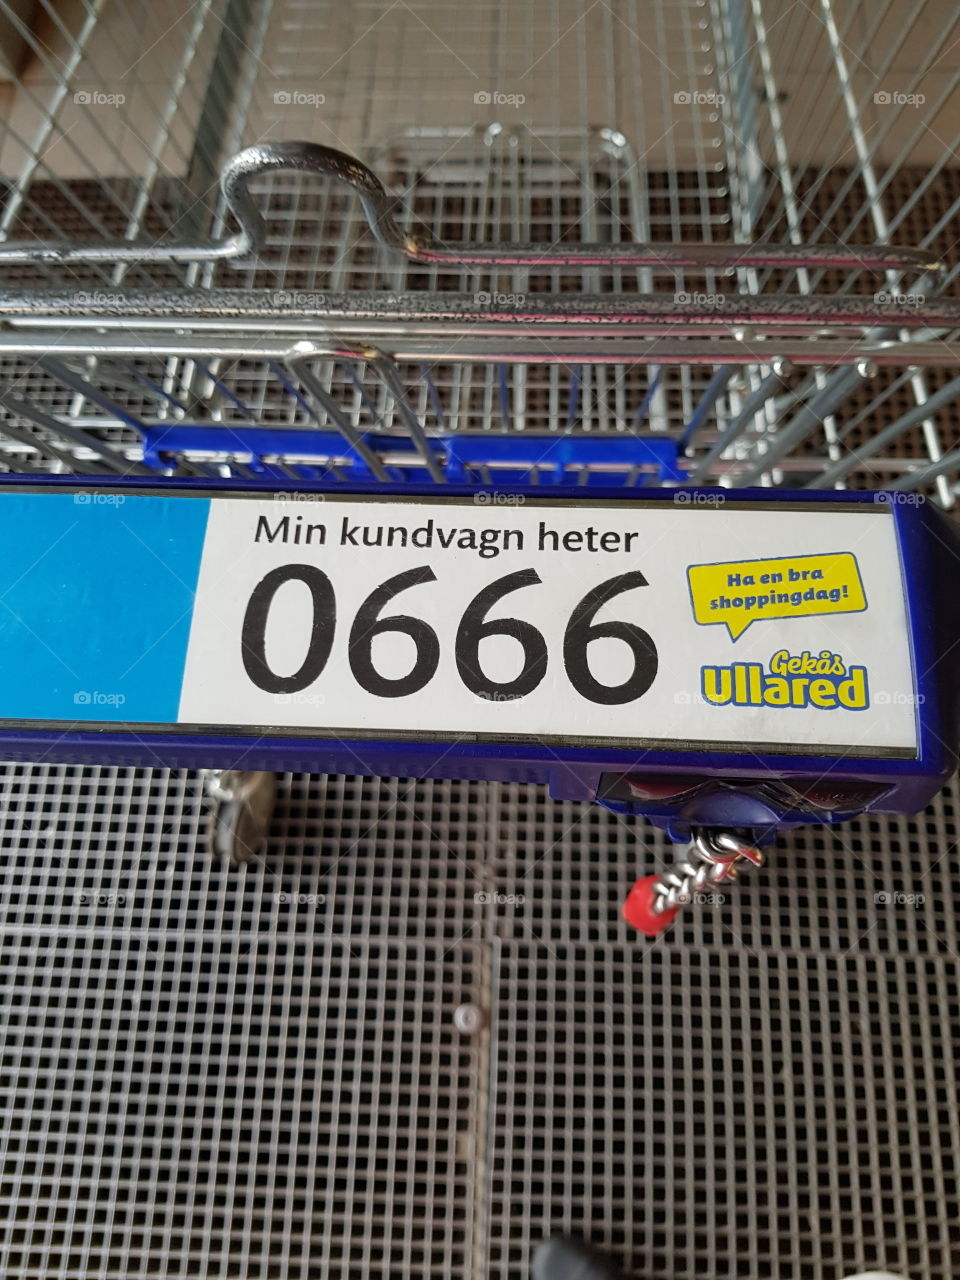 Min kundvagn heter
0666
Ha en bra
shoppingdag!
Gekås
Ullared